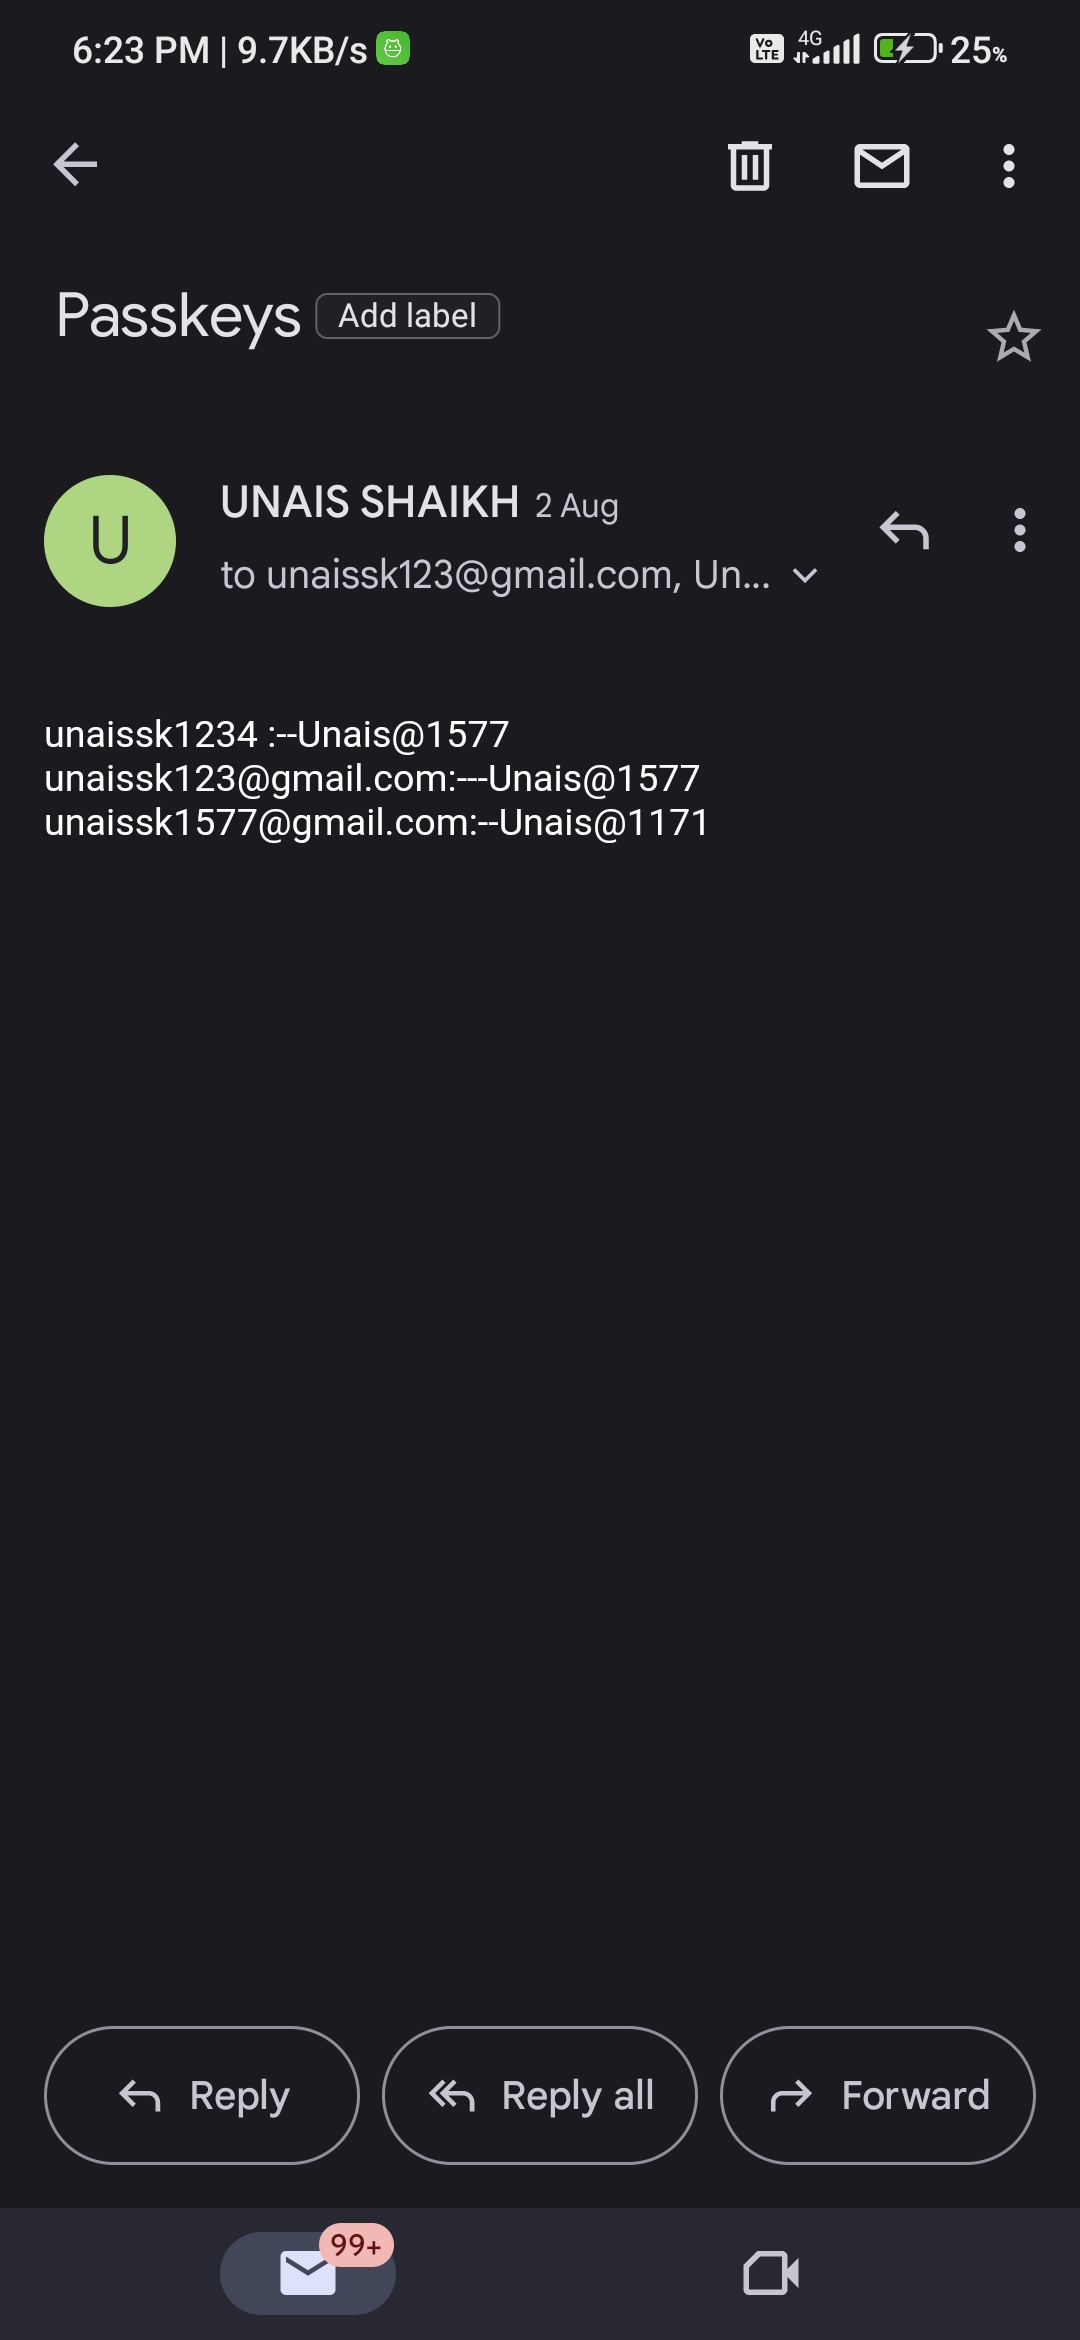 6:23 PM | 9.7KB/s
Vo LTE 4G 25%
Passkeys Add label
U
UNAIS SHAIKH 2 Aug
to unaissk123@gmail.com, Un...
unaissk1234 :--Unais@1577
unaissk123@gmail.com:---Unais@1577
unaissk1577@gmail.com:--Unais@1171
Reply Reply all Forward
99+